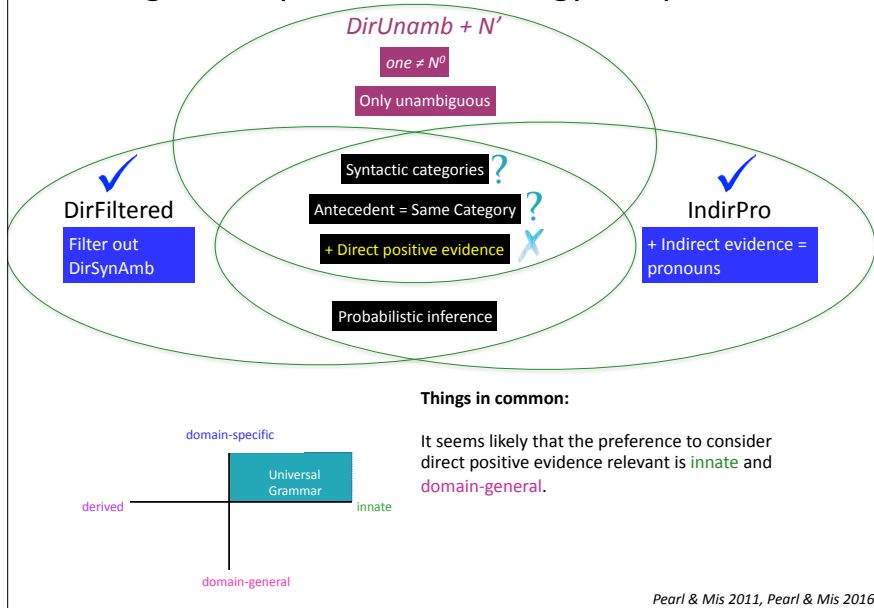 DirUnamb + N'
one ≠ N⁰
Only unambiguous
Syntactic categories ?
Antecedent = Same Category ?
+ Direct positive evidence
DirFiltered
Filter out
DirSynAmb
IndirPro
+ Indirect evidence =
pronouns
Probabilistic inference
Things in common:
It seems likely that the preference to consider
direct positive evidence relevant is innate and
domain-general.
domain-specific
Universal
Grammar
derived
innate
domain-general
Pearl & Mis 2011, Pearl & Mis 2016